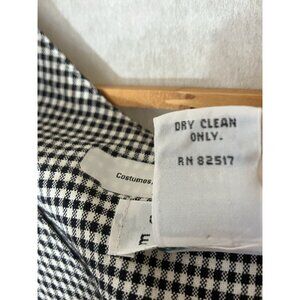 DRY CLEAN
ONLY.
RN 82517
Costumes,